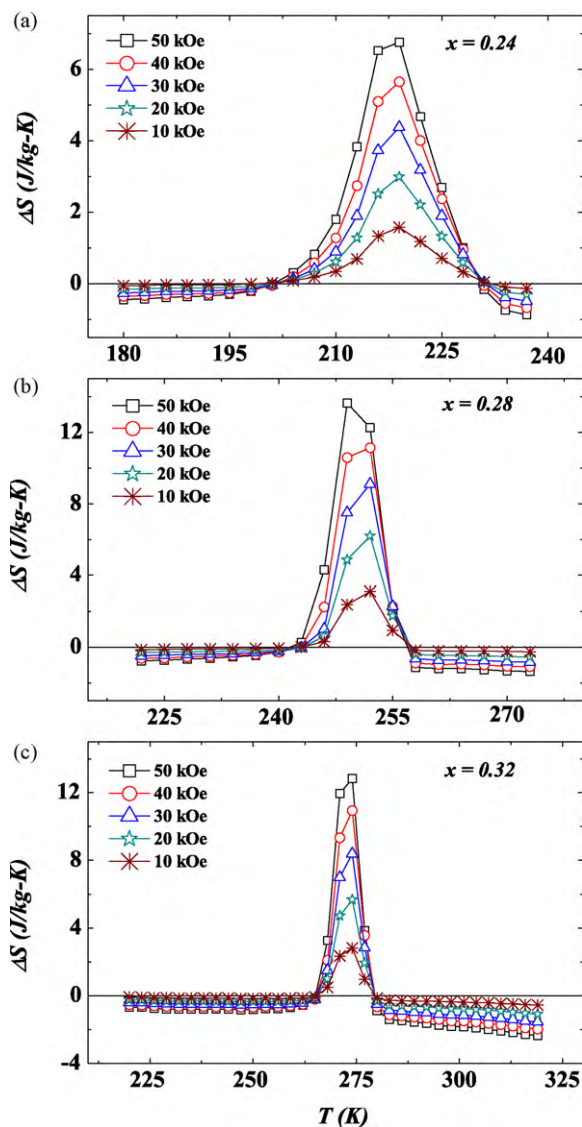 (a)
50 kOe
40 kOe
30 kOe
20 kOe
10 kOe
x = 0.24
ΔS (J/kg-K)
6
4
2
0
180 195 210 225 240
(b)
50 kOe
40 kOe
30 kOe
20 kOe
10 kOe
x = 0.28
ΔS (J/kg-K)
12
8
4
0
225 240 255 270
(c)
50 kOe
40 kOe
30 kOe
20 kOe
10 kOe
x = 0.32
ΔS (J/kg-K)
12
8
4
0
-4
225 250 275 300 325
T (K)